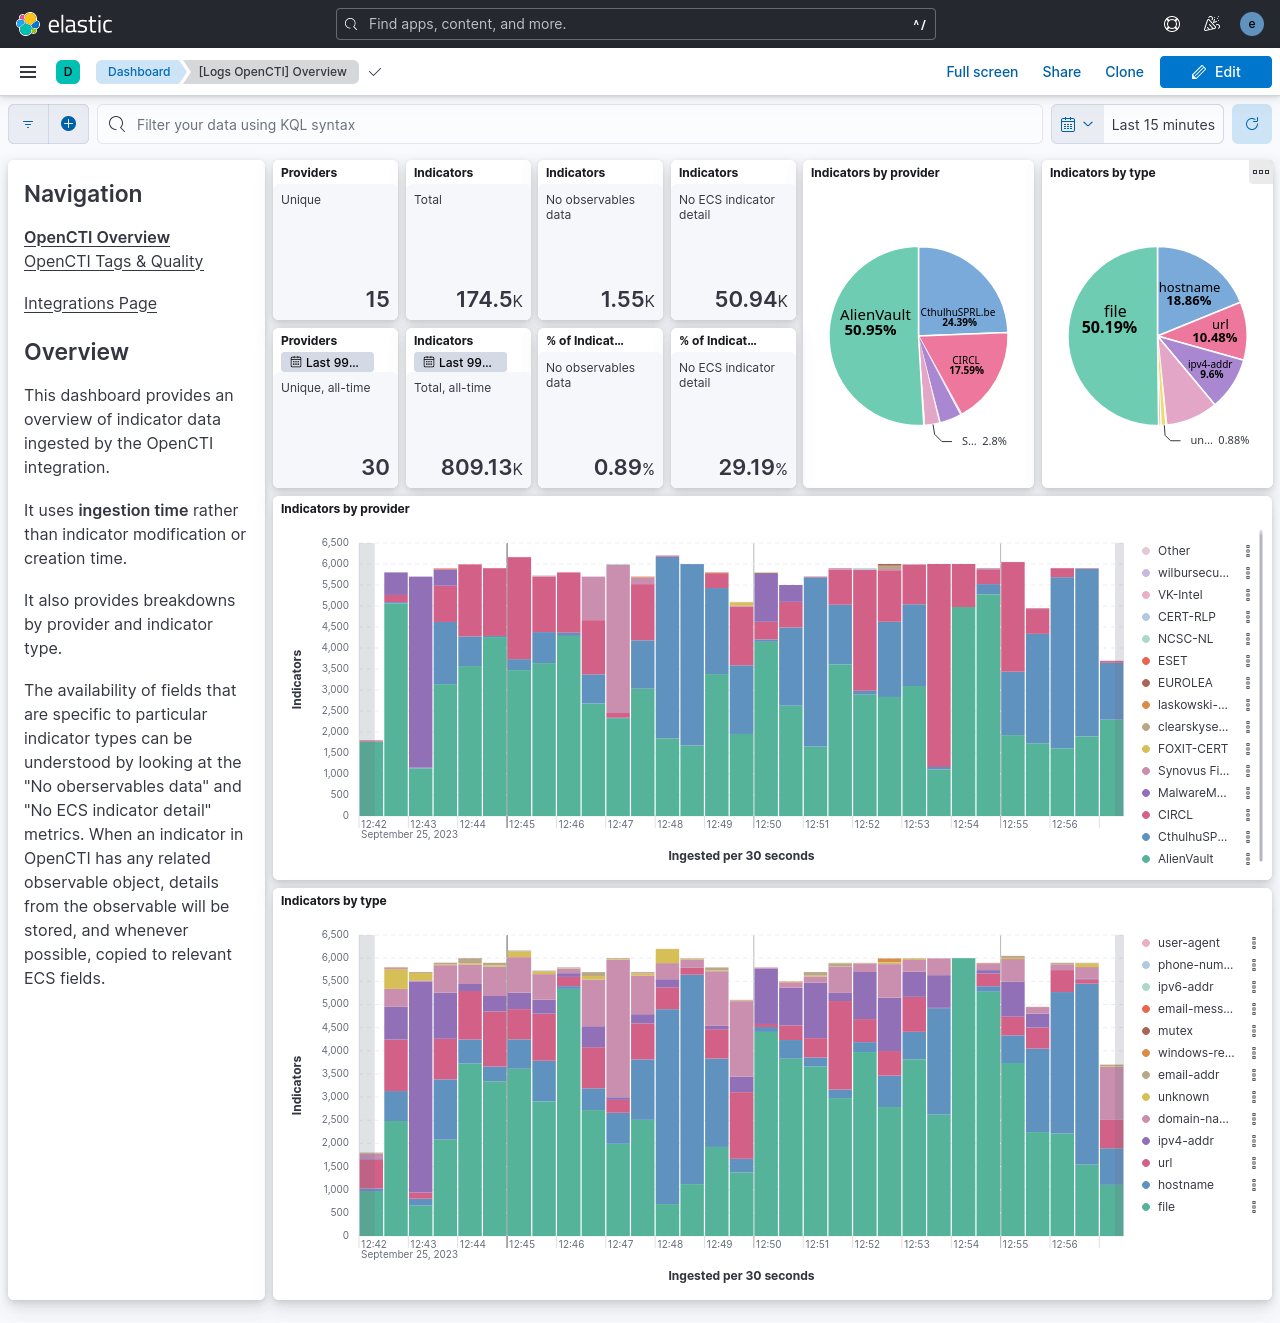 elastic
Find apps, content, and more.
^/
e
D
Dashboard
[Logs OpenCTI] Overview
Full screen
Share
Clone
Edit
Filter your data using KQL syntax
Last 15 minutes
Navigation
OpenCTI Overview
OpenCTI Tags & Quality
Integrations Page
Overview
This dashboard provides an
overview of indicator data
ingested by the OpenCTI
integration.
It uses ingestion time rather
than indicator modification or
creation time.
It also provides breakdowns
by provider and indicator
type.
The availability of fields that
are specific to particular
indicator types can be
understood by looking at the
"No oberservables data" and
"No ECS indicator detail"
metrics. When an indicator in
OpenCTI has any related
observable object, details
from the observable will be
stored, and whenever
possible, copied to relevant
ECS fields.
Providers
Unique
15
Indicators
Total
174.5K
Indicators
No observables
data
1.55K
Indicators
No ECS indicator
detail
50.94K
Providers
Last 99...
Unique, all-time
30
Indicators
Last 99...
Total, all-time
809.13K
% of Indicat...
No observables
data
0.89%
% of Indicat...
No ECS indicator
detail
29.19%
Indicators by provider
AlienVault
50.95%
CthulhuSPRL.be
24.39%
CIRCL
17.59%
S... 2.8%
Indicators by type
file
50.19%
hostname
18.86%
url
10.48%
ipv4-addr
9.6%
un... 0.88%
Indicators by provider
Indicators
6,500
6,000
5,500
5,000
4,500
4,000
3,500
3,000
2,500
2,000
1,500
1,000
500
0
12:42
12:43
12:44
12:45
12:46
12:47
12:48
12:49
12:50
12:51
12:52
12:53
12:54
12:55
12:56
September 25, 2023
Ingested per 30 seconds
Other
wilbursecu...
VK-Intel
CERT-RLP
NCSC-NL
ESET
EUROLEA
laskowski-...
clearskyse...
FOXIT-CERT
Synovus Fi...
MalwareM...
CIRCL
CthulhuSP...
AlienVault
Indicators by type
Indicators
6,500
6,000
5,500
5,000
4,500
4,000
3,500
3,000
2,500
2,000
1,500
1,000
500
0
12:42
12:43
12:44
12:45
12:46
12:47
12:48
12:49
12:50
12:51
12:52
12:53
12:54
12:55
12:56
September 25, 2023
Ingested per 30 seconds
user-agent
phone-num...
ipv6-addr
email-mess...
mutex
windows-re...
email-addr
unknown
domain-na...
ipv4-addr
url
hostname
file